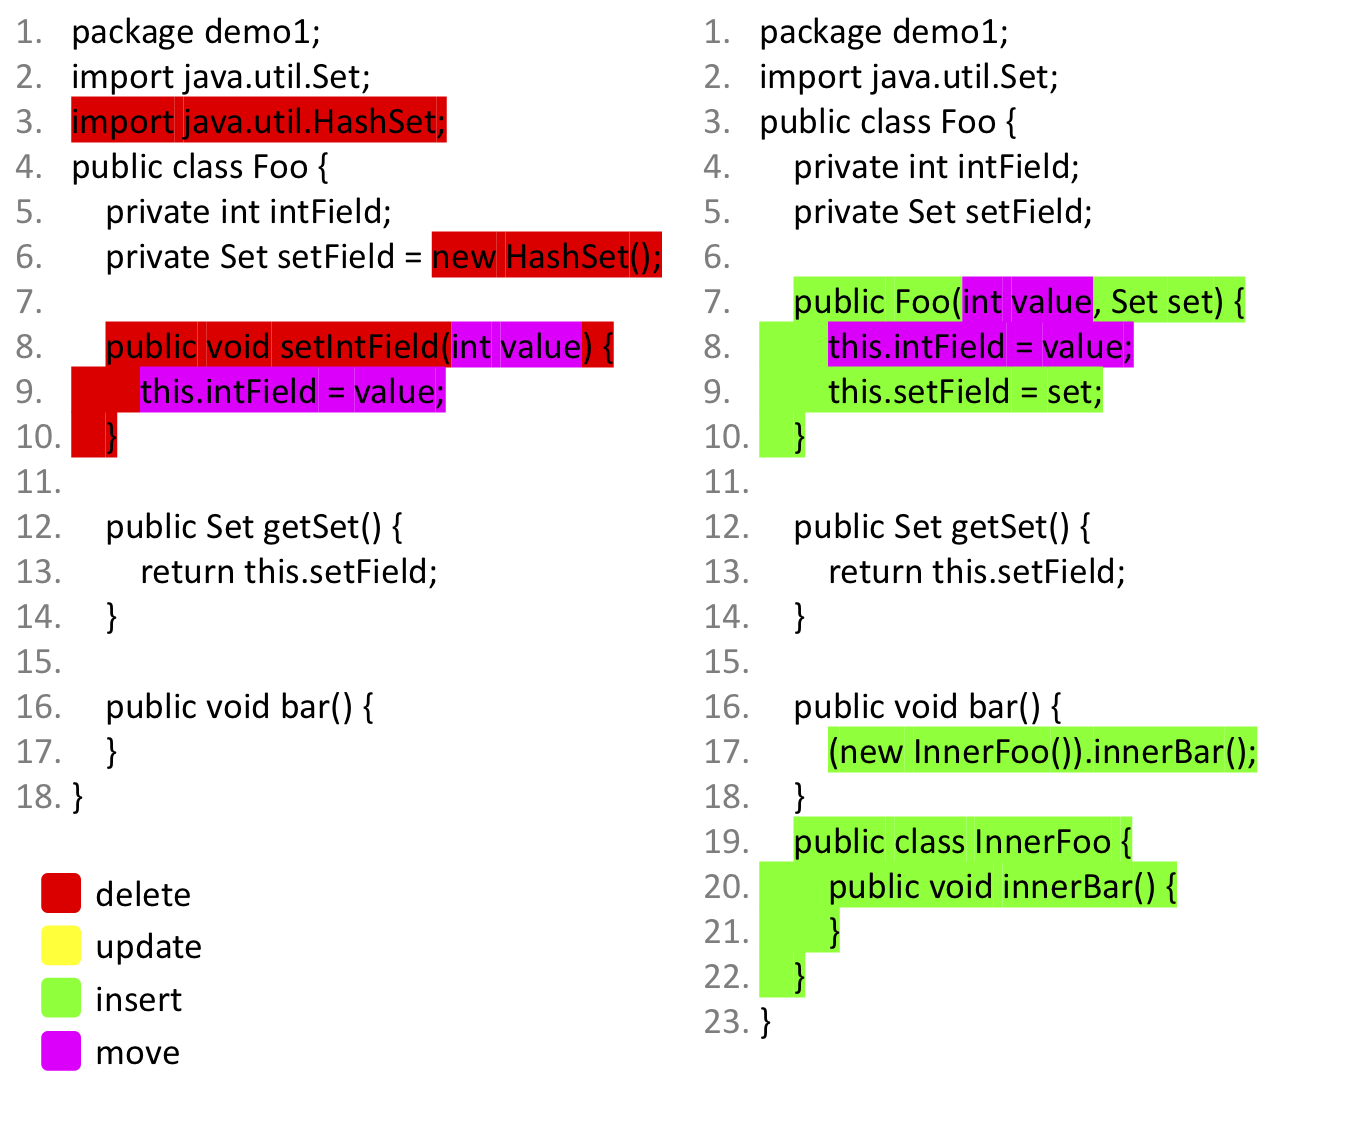 1. package demo1;
2. import java.util.Set;
3. import java.util.HashSet;
4. public class Foo {
5. private int intField;
6. private Set setField = new HashSet();
7.
8. public void setIntField(int value) {
9. this.intField = value;
10. }
11.
12. public Set getSet() {
13. return this.setField;
14. }
15.
16. public void bar() {
17. }
18. }
delete
update
insert
move
1. package demo1;
2. import java.util.Set;
3. public class Foo {
4. private int intField;
5. private Set setField;
6.
7. public Foo(int value, Set set) {
8. this.intField = value;
9. this.setField = set;
10. }
11.
12. public Set getSet() {
13. return this.setField;
14. }
15.
16. public void bar() {
17. (new InnerFoo()).innerBar();
18. }
19. public class InnerFoo {
20. public void innerBar() {
21. }
22. }
23. }